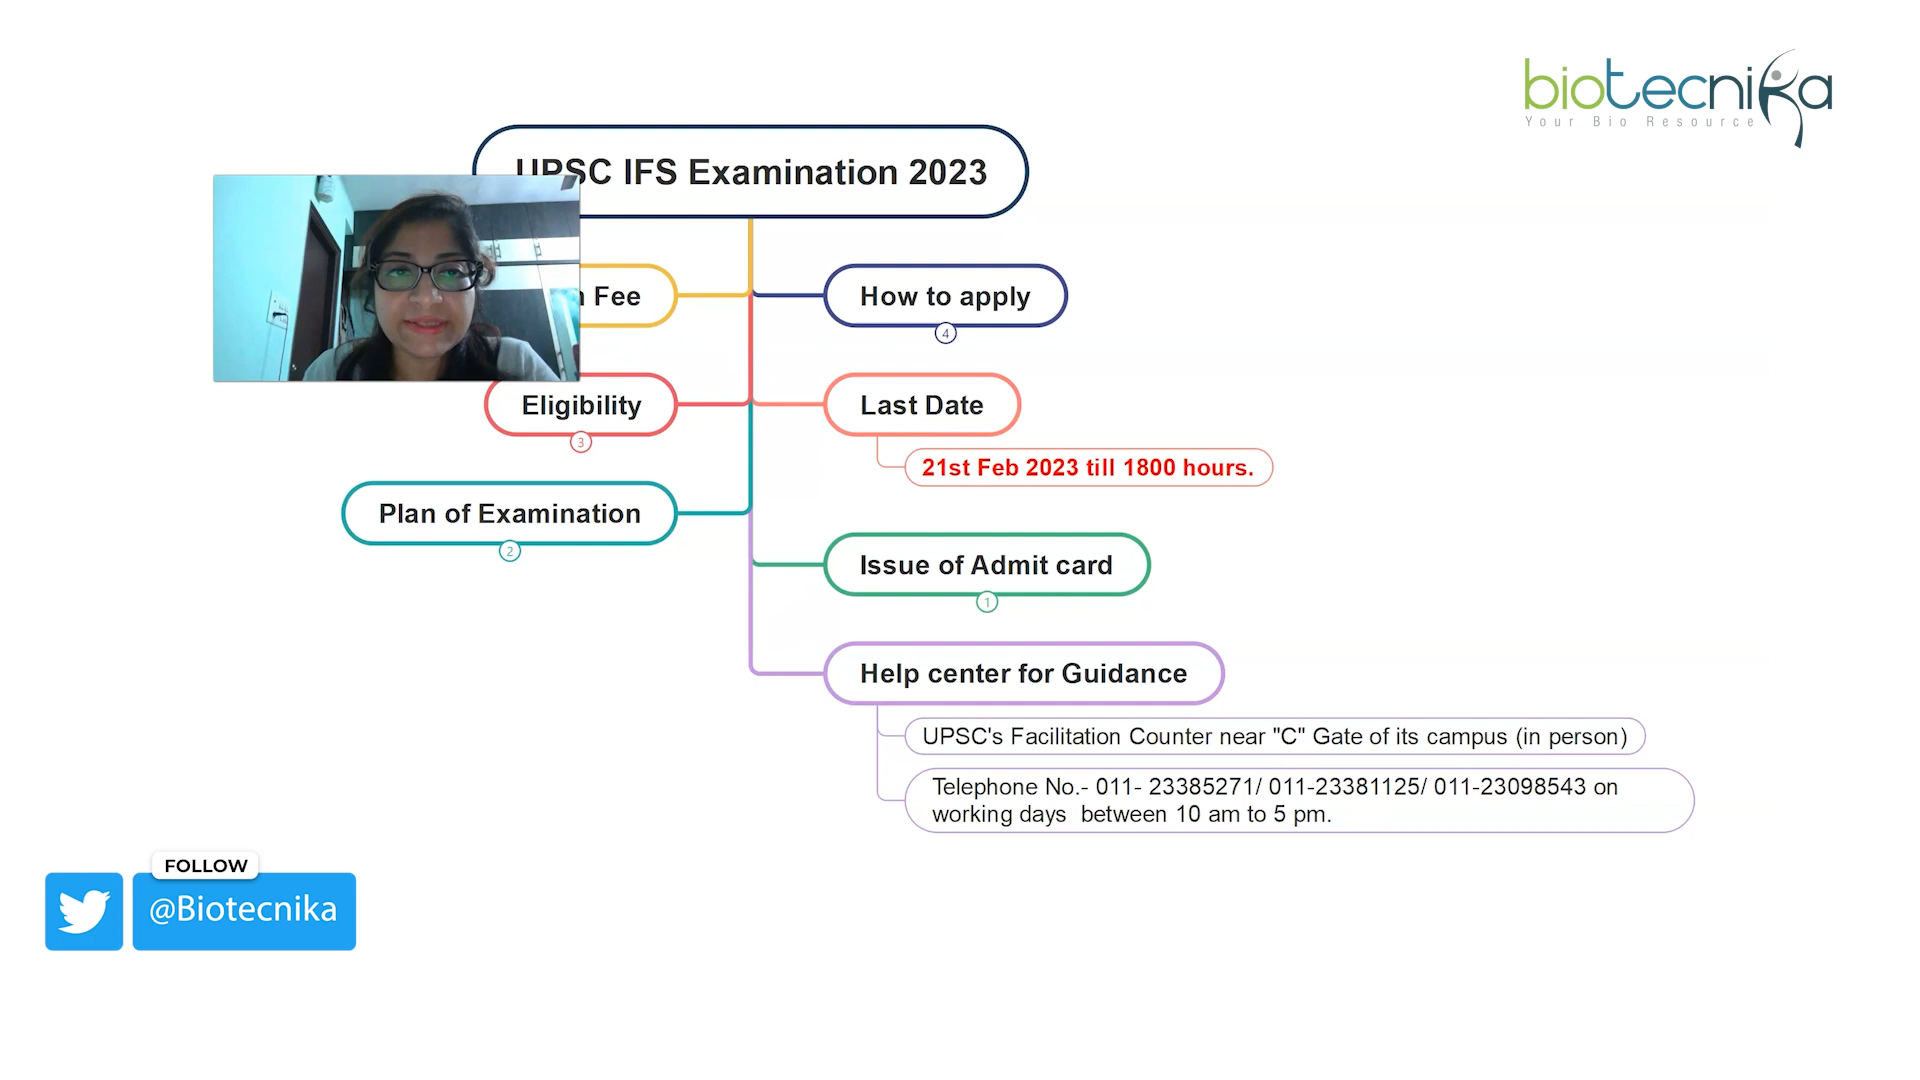 biotecnika
Your Bio Resource
UPSC IFS Examination 2023
Fee
How to apply
4
Eligibility
3
Last Date
21st Feb 2023 till 1800 hours.
Plan of Examination
2
Issue of Admit card
1
Help center for Guidance
UPSC's Facilitation Counter near "C" Gate of its campus (in person)
Telephone No.- 011- 23385271/ 011-23381125/ 011-23098543 on
working days  between 10 am to 5 pm.
FOLLOW
@Biotecnika